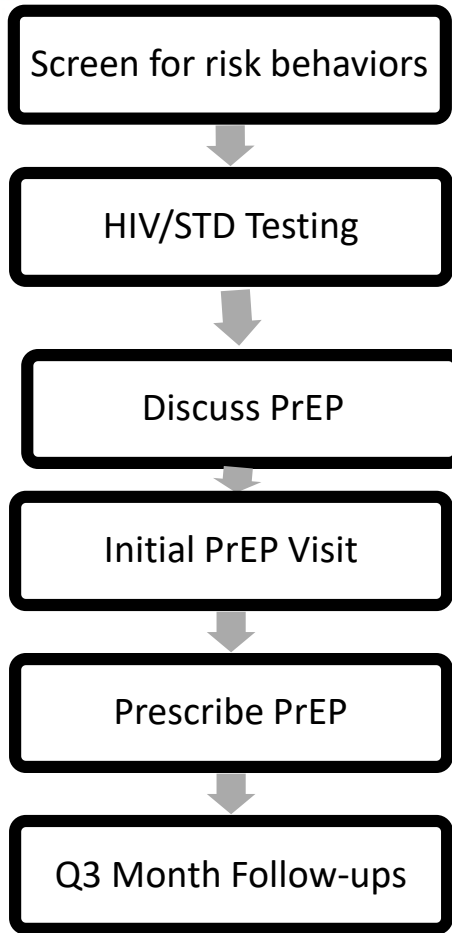 Screen for risk behaviors
HIV/STD Testing
Discuss PrEP
Initial PrEP Visit
Prescribe PrEP
Q3 Month Follow-ups